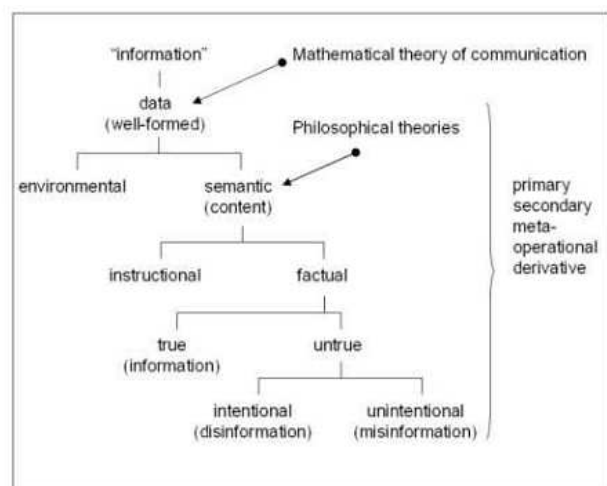 "information"
Mathematical theory of communication
data
(well-formed)
Philosophical theories
environmental
semantic
(content)
primary
secondary
meta-
operational
derivative
instructional
factual
true
(information)
untrue
intentional
(disinformation)
unintentional
(misinformation)